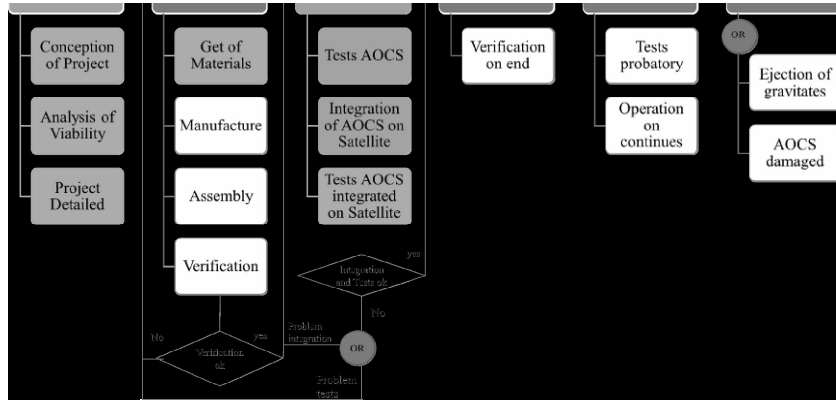 Conception
of Project
Analysis of
Viability
Project
Detailed
Get of
Materials
Manufacture
Assembly
Verification
No
yes
Verification
ok
Tests AOCS
Integration
of AOCS on
Satellite
Tests AOCS
integrated
on Satellite
yes
Integration
and Tests ok
No
Problem
integration
OR
Problem
tests
Verification
on end
Tests
probatory
Operation
on
continues
OR
Ejection of
gravitates
AOCS
damaged